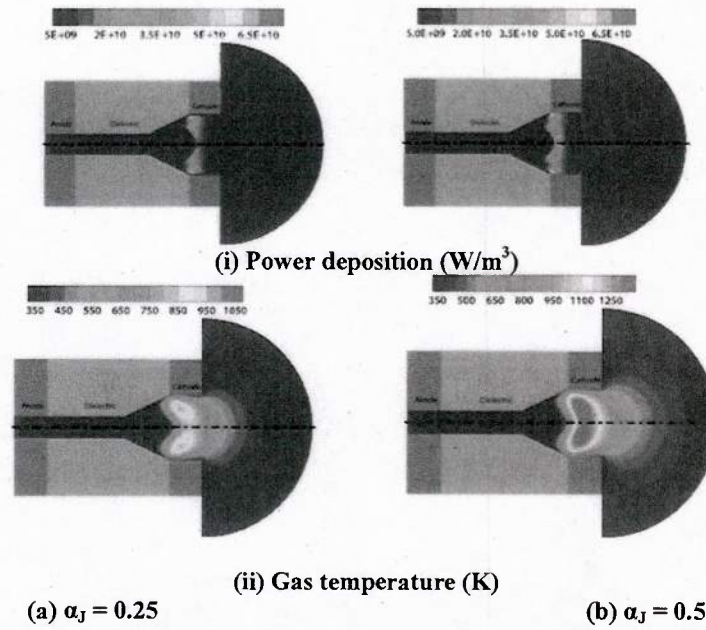 5E+09 2E+10 3.5E+10 5E+10 6.5E+10
5.0E+09 2.0E+10 3.5E+10 5.0E+10 6.5E+10
Anode Dielectric Cathode
Anode Dielectric Cathode
(i) Power deposition (W/m³)
350 450 550 650 750 850 950 1050
350 500 650 800 950 1100 1250
Anode Dielectric Cathode
Anode Dielectric Cathode
(ii) Gas temperature (K)
(a) αJ = 0.25 (b) αJ = 0.5